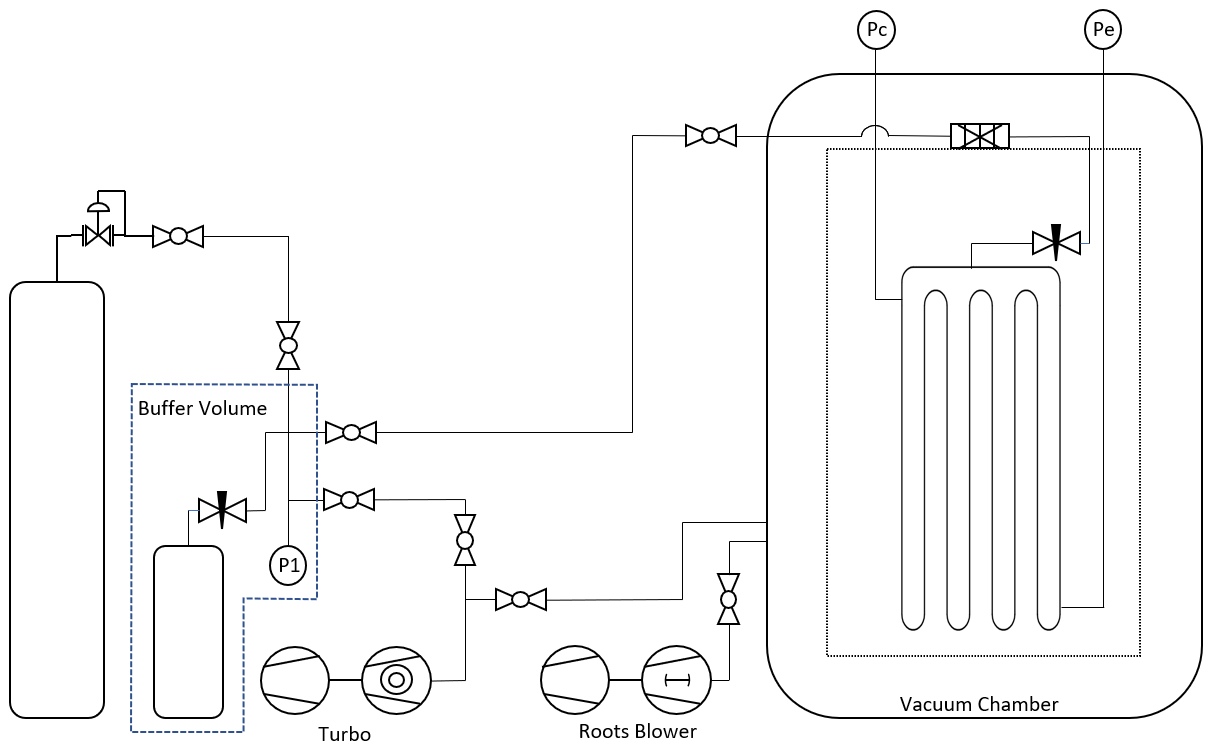 Pc
Pe
Buffer Volume
P1
Vacuum Chamber
Turbo
Roots Blower